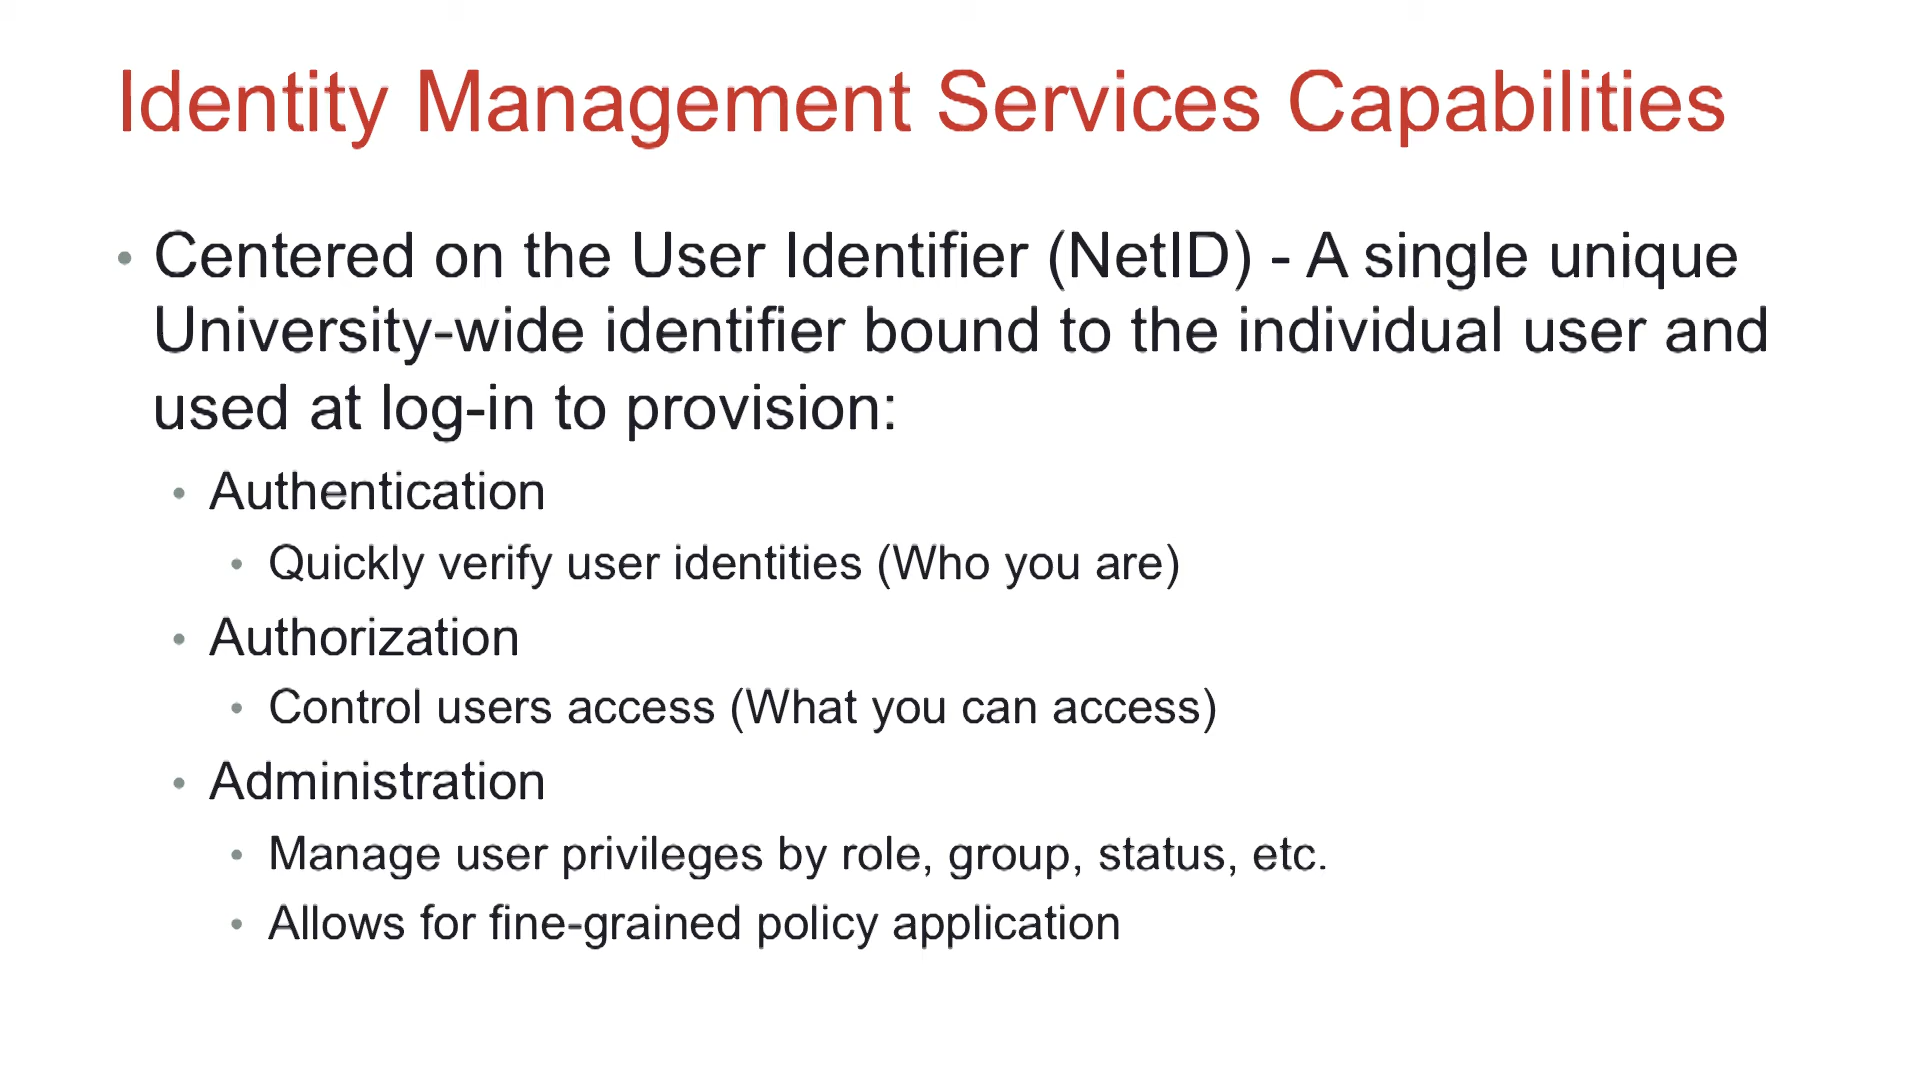 Identity Management Services Capabilities
• Centered on the User Identifier (NetID) - A single unique
University-wide identifier bound to the individual user and
used at log-in to provision:
• Authentication
• Quickly verify user identities (Who you are)
• Authorization
• Control users access (What you can access)
• Administration
• Manage user privileges by role, group, status, etc.
• Allows for fine-grained policy application